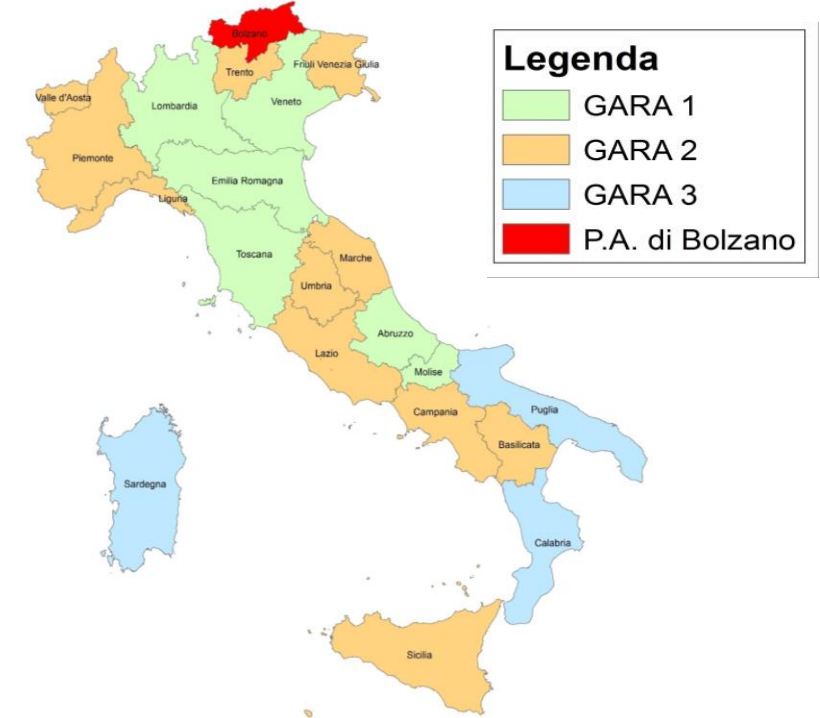 Bolzano
Trento
Friuli Venezia Giulia
Valle d'Aosta
Lombardia
Veneto
Piemonte
Emilia Romagna
Liguria
Toscana
Marche
Umbria
Abruzzo
Lazio
Molise
Campania
Puglia
Basilicata
Sardegna
Calabria
Sicilia
Legenda
GARA 1
GARA 2
GARA 3
P.A. di Bolzano